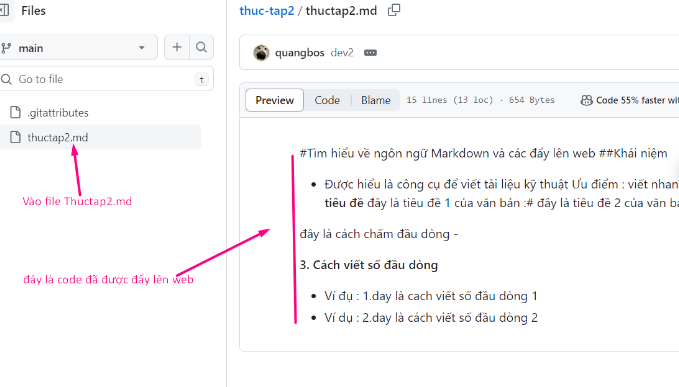 Files
thuc-tap2 / thuctap2.md
main
quangbos dev2
Go to file
t
Preview Code Blame 15 lines (13 loc) · 654 Bytes Code 55% faster wit
.gitattributes
thuctap2.md
#Tìm hiểu về ngôn ngữ Markdown và các đẩy lên web ##Khái niệm
Được hiểu là công cụ để viết tài liệu kỹ thuật Ưu điểm : viết nhan
tiêu đề đây là tiêu đề 1 của văn bản :# đây là tiêu đề 2 của văn bả
Vào file Thuctap2.md
đây là cách chấm đầu dòng -
3. Cách viết số đầu dòng
đây là code đã được đẩy lên web
Ví đụ : 1.day là cach viết số đầu dòng 1
Ví dụ : 2.day là cách viết số đầu dòng 2